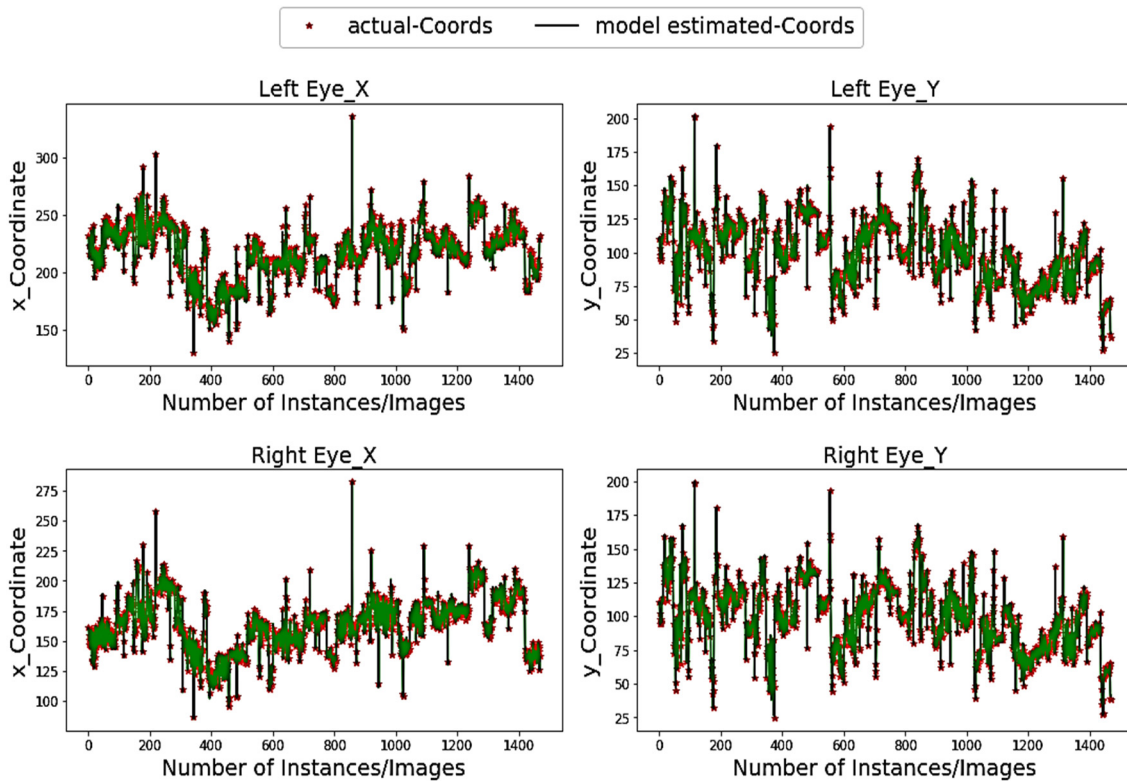 actual-Coords model estimated-Coords
Left Eye_X
Left Eye_Y
x_Coordinate
300
250
200
150
0 200 400 600 800 1000 1200 1400
Number of Instances/Images
y_Coordinate
200
175
150
125
100
75
50
25
0 200 400 600 800 1000 1200 1400
Number of Instances/Images
Right Eye_X
Right Eye_Y
x_Coordinate
275
250
225
200
175
150
125
100
0 200 400 600 800 1000 1200 1400
Number of Instances/Images
y_Coordinate
200
175
150
125
100
75
50
25
0 200 400 600 800 1000 1200 1400
Number of Instances/Images